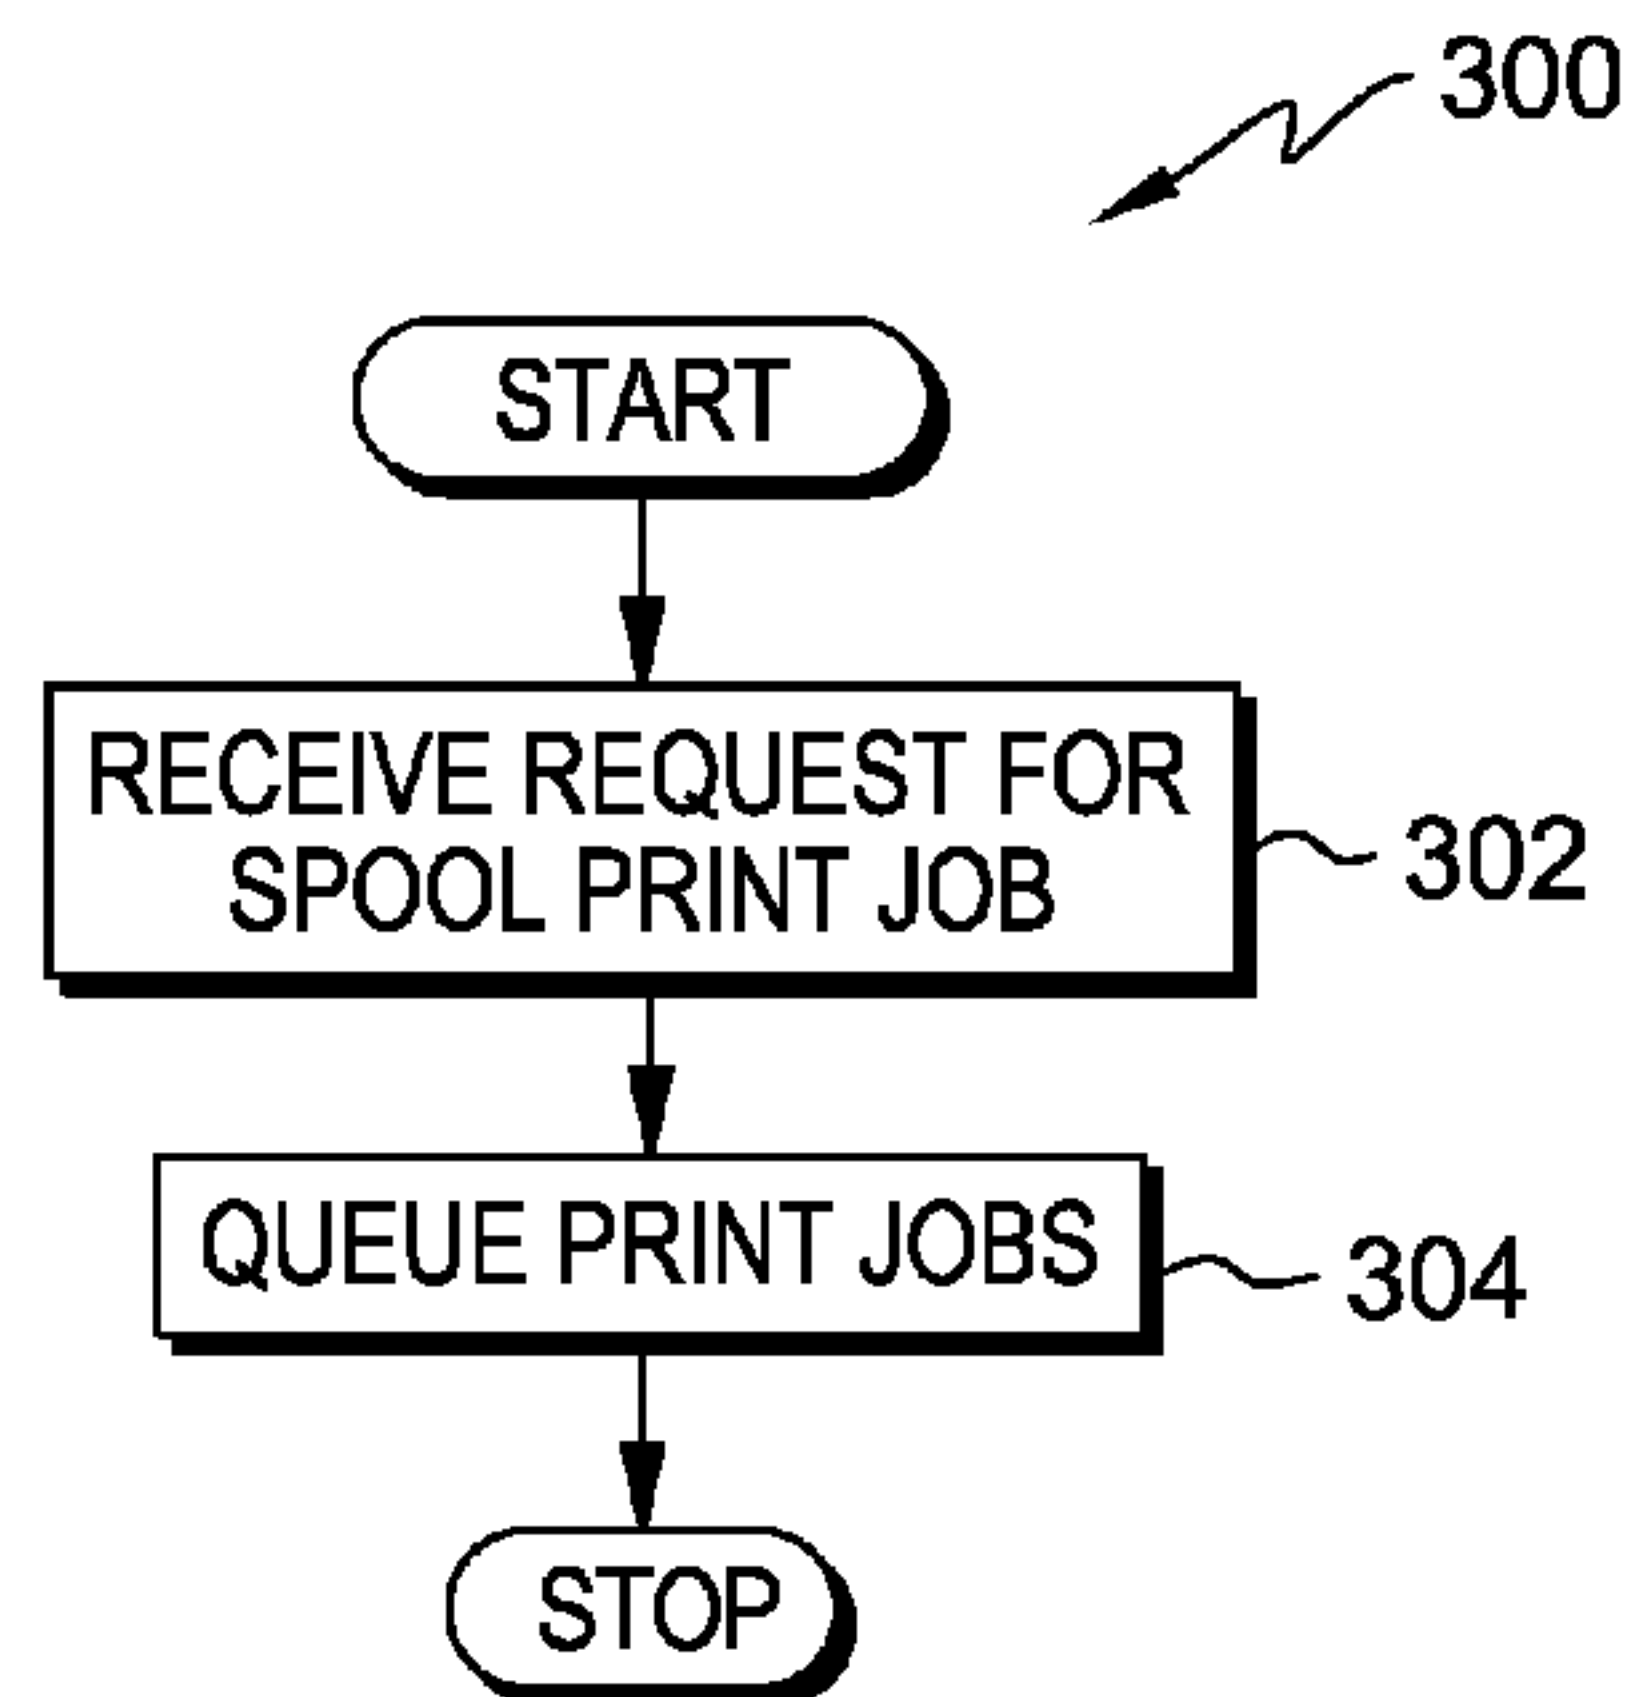 300
START
RECEIVE REQUEST FOR
SPOOL PRINT JOB
302
QUEUE PRINT JOBS
304
STOP